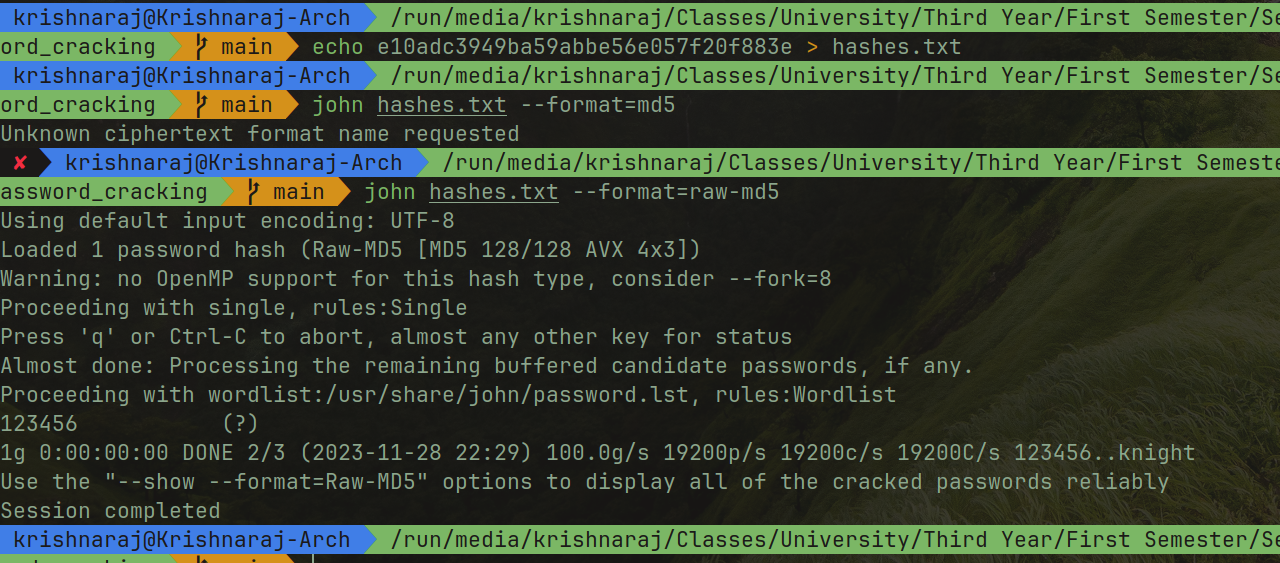 krishnaraj@Krishnaraj-Arch /run/media/krishnaraj/Classes/University/Third Year/First Semester/Se
ord_cracking main echo e10adc3949ba59abbe56e057f20f883e > hashes.txt
krishnaraj@Krishnaraj-Arch /run/media/krishnaraj/Classes/University/Third Year/First Semester/Se
ord_cracking main john hashes.txt --format=md5
Unknown ciphertext format name requested
✘ krishnaraj@Krishnaraj-Arch /run/media/krishnaraj/Classes/University/Third Year/First Semeste
assword_cracking main john hashes.txt --format=raw-md5
Using default input encoding: UTF-8
Loaded 1 password hash (Raw-MD5 [MD5 128/128 AVX 4x3])
Warning: no OpenMP support for this hash type, consider --fork=8
Proceeding with single, rules:Single
Press 'q' or Ctrl-C to abort, almost any other key for status
Almost done: Processing the remaining buffered candidate passwords, if any.
Proceeding with wordlist:/usr/share/john/password.lst, rules:Wordlist
123456 (?)
1g 0:00:00:00 DONE 2/3 (2023-11-28 22:29) 100.0g/s 19200p/s 19200c/s 19200C/s 123456..knight
Use the "--show --format=Raw-MD5" options to display all of the cracked passwords reliably
Session completed
krishnaraj@Krishnaraj-Arch /run/media/krishnaraj/Classes/University/Third Year/First Semester/Se